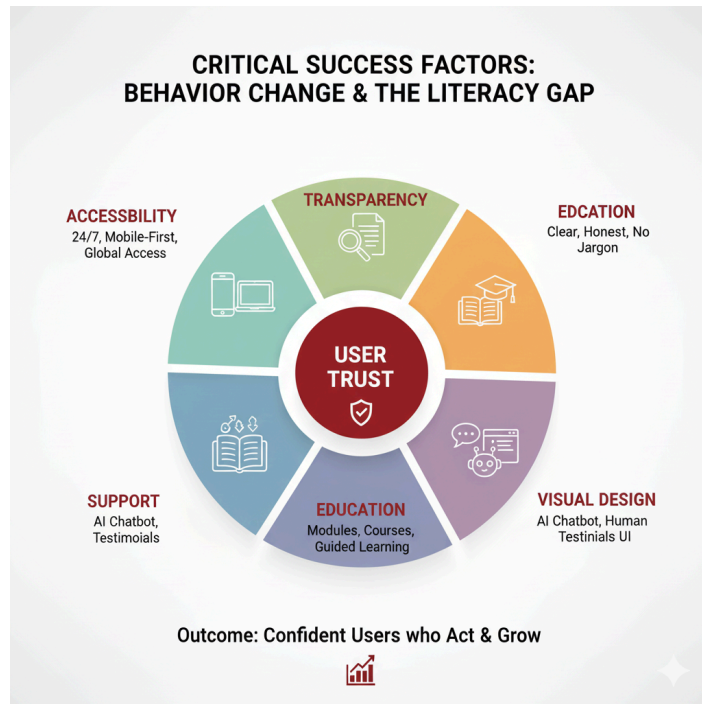 CRITICAL SUCCESS FACTORS:
BEHAVIOR CHANGE & THE LITERACY GAP
TRANSPARENCY
ACCESSBILITY
24/7, Mobile-First,
Global Access
EDCATION
Clear, Honest, No
Jargon
USER
TRUST
SUPPORT
AI Chatbot,
Testimoials
EDUCATION
Modules, Courses,
Guided Learning
VISUAL DESIGN
AI Chatbot, Human
Testinials UI
Outcome: Confident Users who Act & Grow